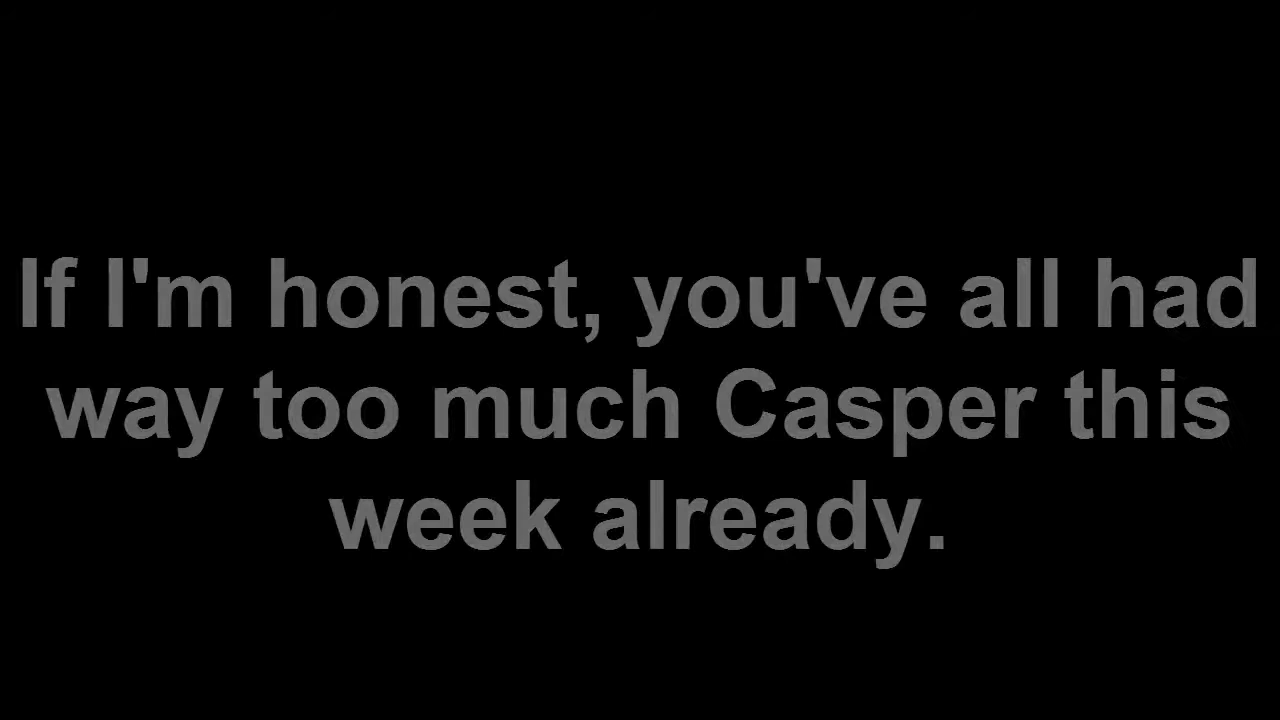 If I'm honest, you've all had
way too much Casper this
week already.